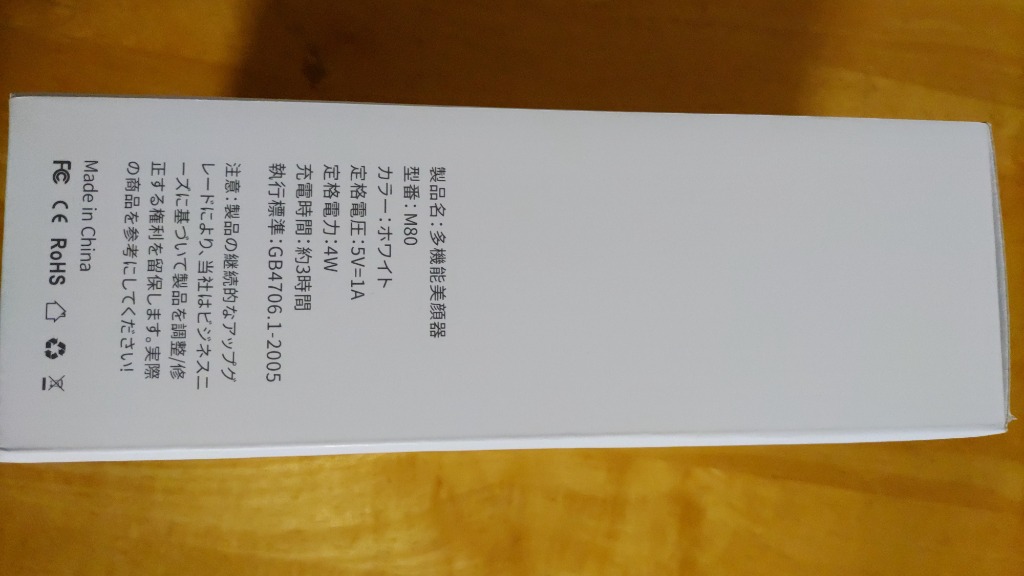 製品名：多機能美顔器
型番：M80
カラー：ホワイト
定格電圧：5V=1A
定格電力：4W
充電時間：約3時間
執行標準：GB4706.1-2005
注意：製品の継続的なアップグ
レードにより、当社はビジネスニ
ーズに基づいて製品を調整/修
正する権利を留保します。実際
の商品を参考にしてください!
Made in China
FC CE RoHS